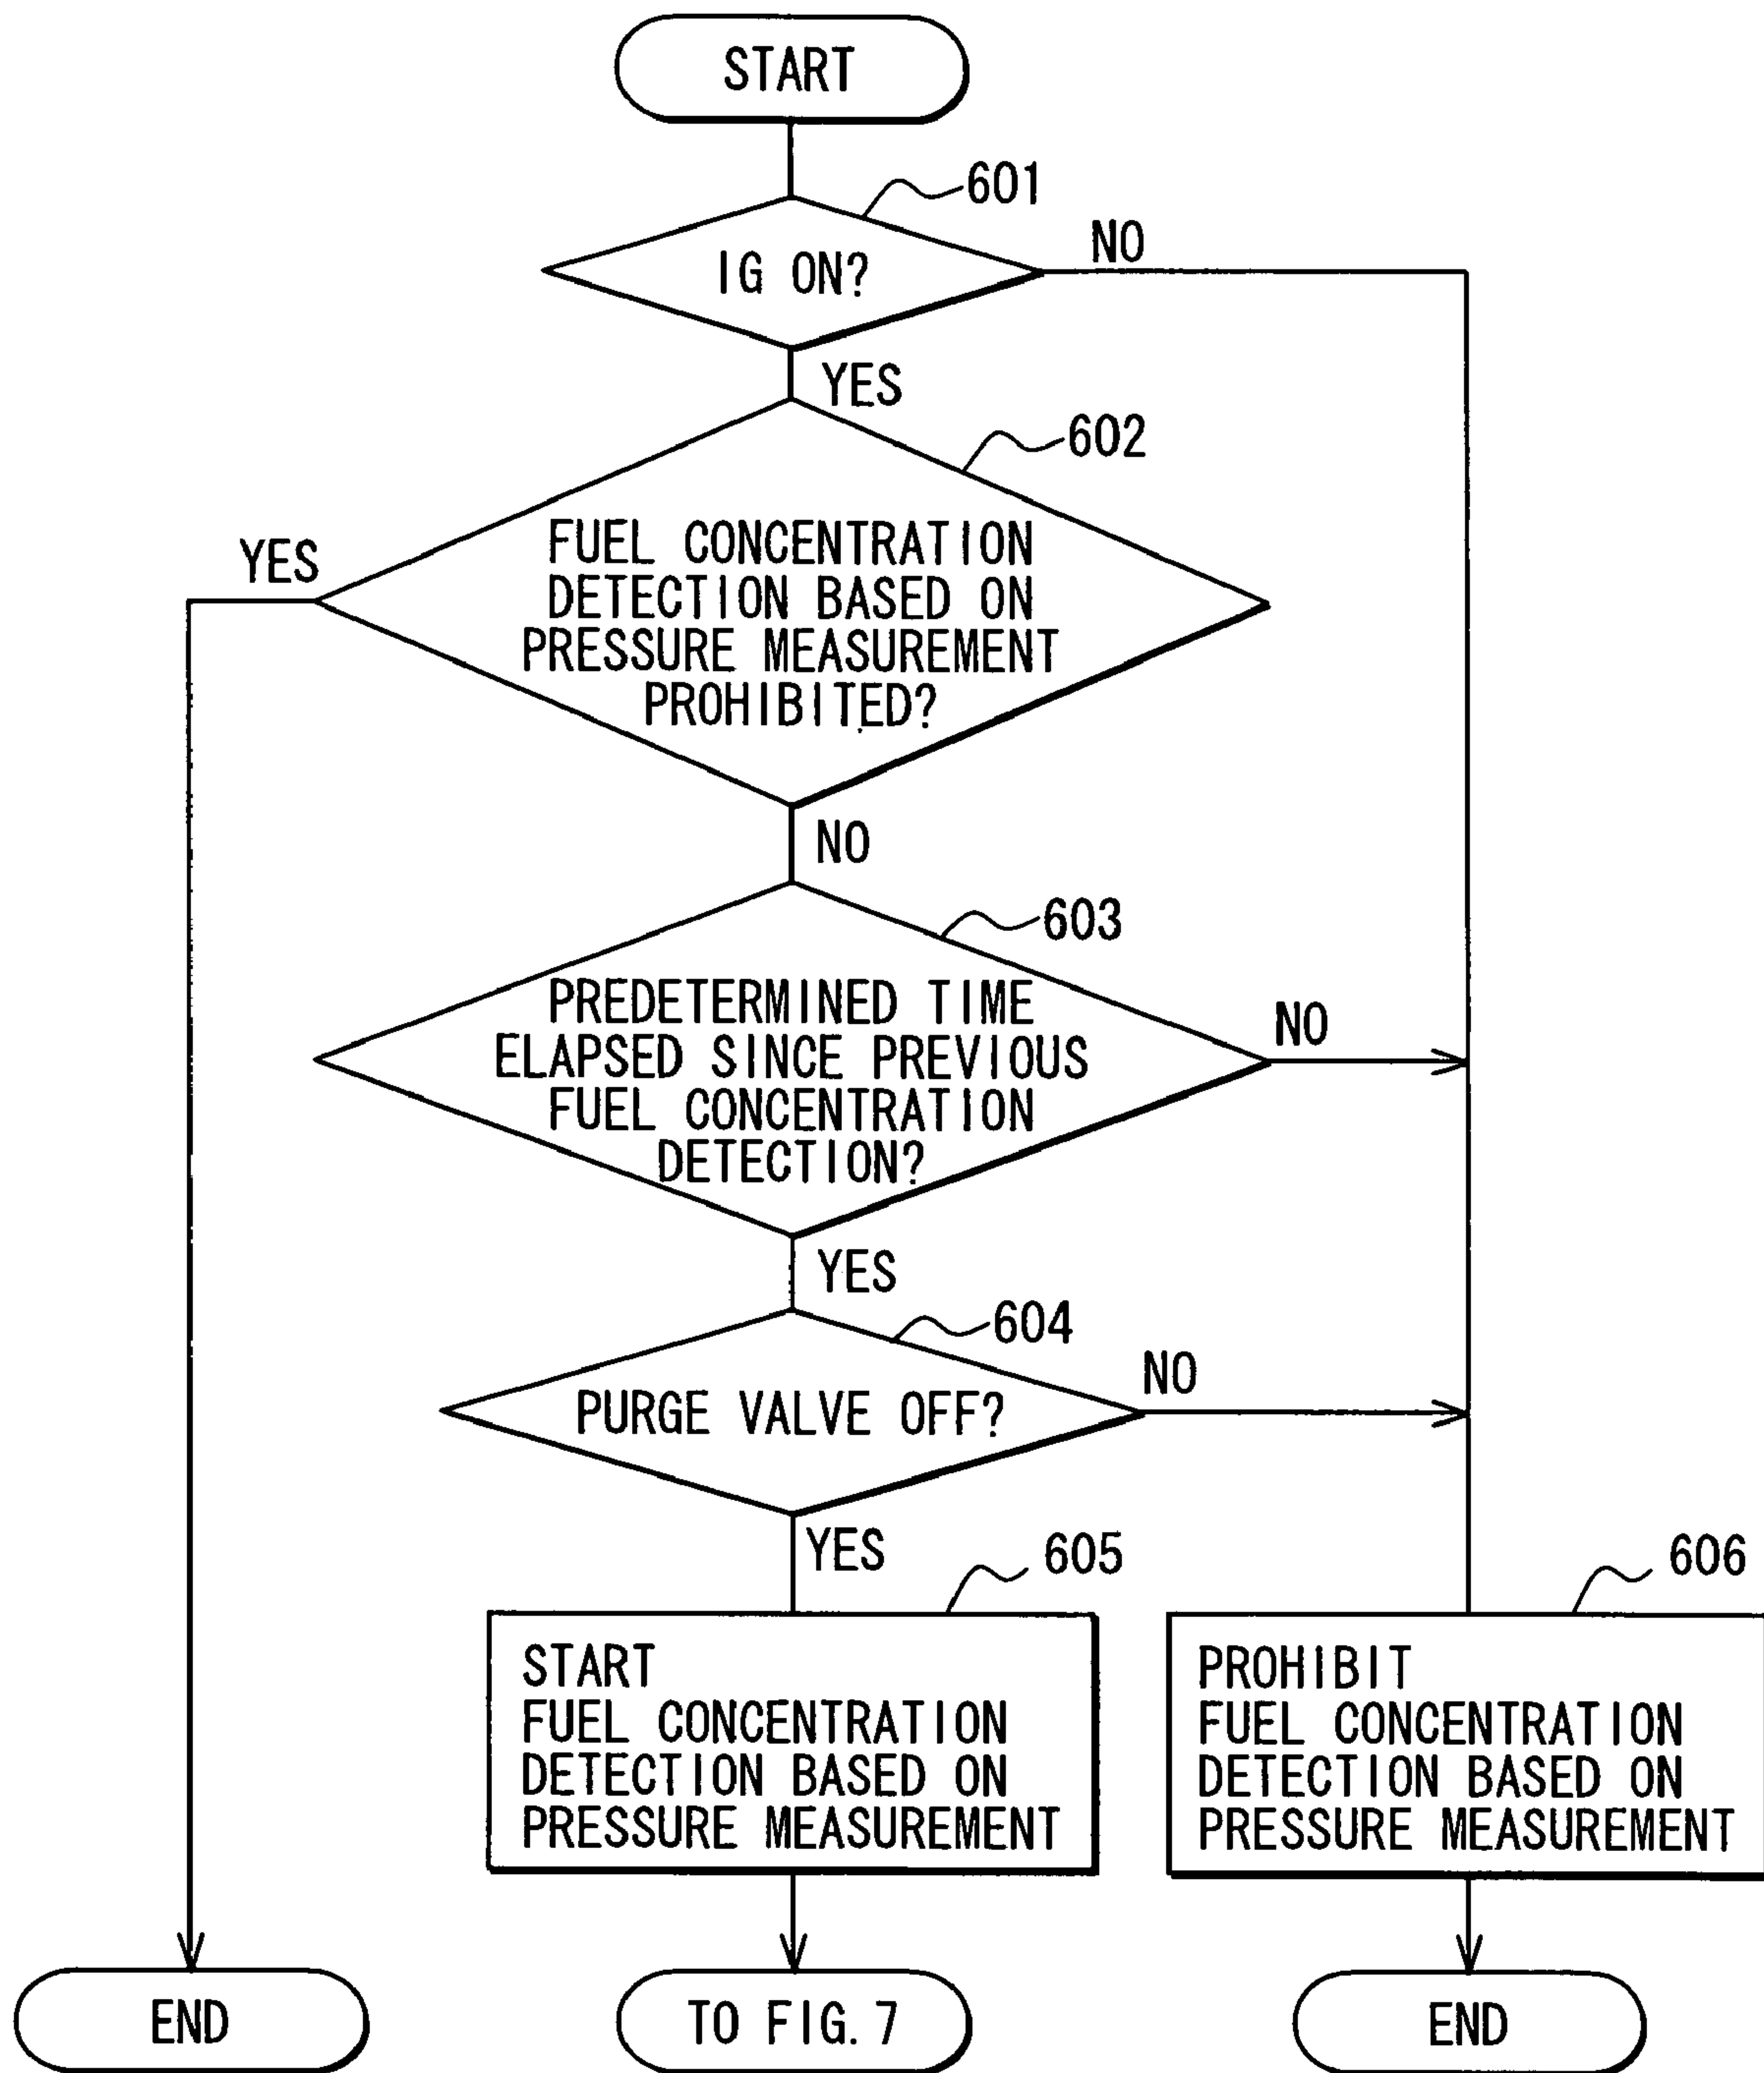 START
601
IG ON?
NO
YES
602
FUEL CONCENTRATION
DETECTION BASED ON
PRESSURE MEASUREMENT
PROHIBITED?
YES
NO
603
PREDETERMINED TIME
ELAPSED SINCE PREVIOUS
FUEL CONCENTRATION
DETECTION?
NO
YES
604
PURGE VALVE OFF?
NO
YES
605
START
FUEL CONCENTRATION
DETECTION BASED ON
PRESSURE MEASUREMENT
606
PROHIBIT
FUEL CONCENTRATION
DETECTION BASED ON
PRESSURE MEASUREMENT
END
TO FIG. 7
END